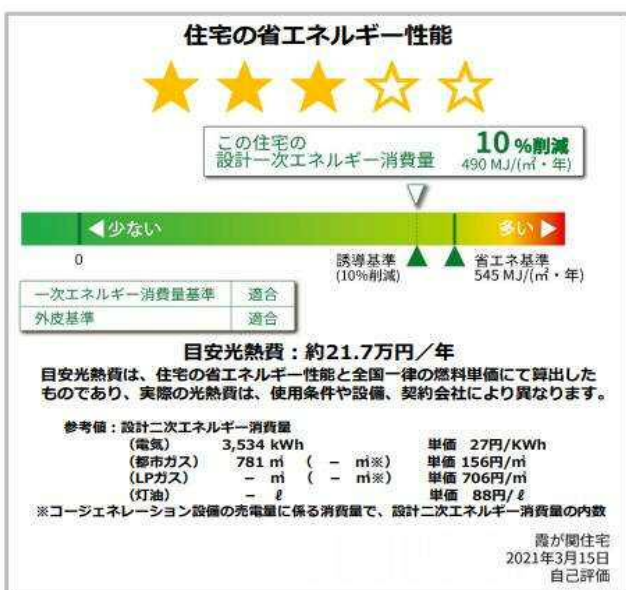 住宅の省エネルギー性能
この住宅の
設計一次エネルギー消費量
10%削減
490 MJ/(㎡・年)
◀少ない
多い▶
0
誘導基準
(10%削減)
省エネ基準
545 MJ/(㎡・年)
一次エネルギー消費量基準 適合
外皮基準 適合
目安光熱費：約21.7万円／年
目安光熱費は、住宅の省エネルギー性能と全国一律の燃料単価にて算出した
ものであり、実際の光熱費は、使用条件や設備、契約会社により異なります。
参考値：設計二次エネルギー消費量
(電気) 3,534 kWh 単価 27円/KWh
(都市ガス) 781 ㎡ ( － ㎡※) 単価 156円/㎡
(LPガス) － ㎡ ( － ㎡※) 単価 706円/㎡
(灯油) － ℓ 単価 88円/ℓ
※コージェネレーション設備の売電量に係る消費量で、設計二次エネルギー消費量の内数
霞が関住宅
2021年3月15日
自己評価